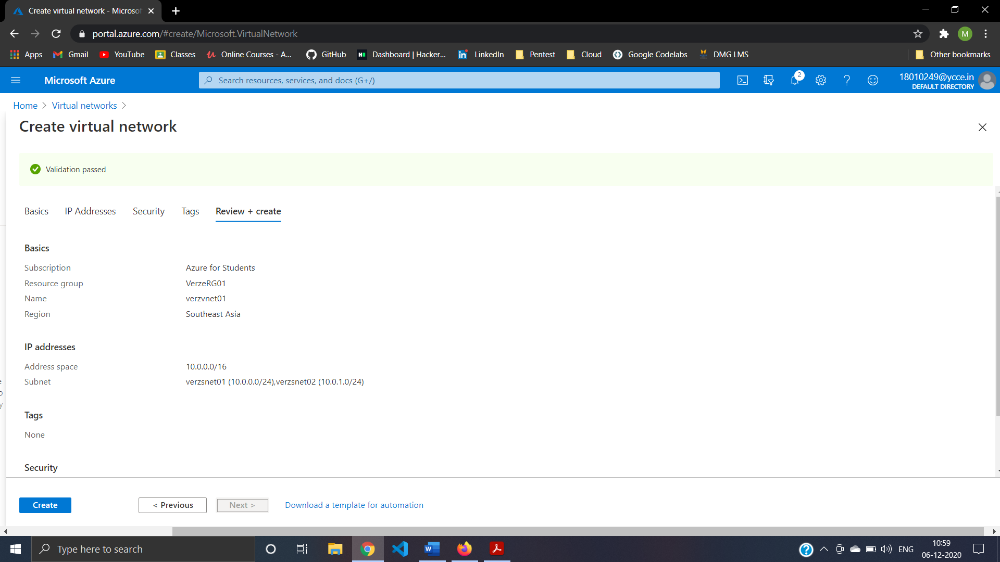 Create virtual network - Microsof
portal.azure.com/#create/Microsoft.VirtualNetwork
M
Apps Gmail YouTube Classes Online Courses - A... GitHub Dashboard | Hacker... LinkedIn Pentest Cloud Google Codelabs DMG LMS Other bookmarks
Microsoft Azure
Search resources, services, and docs (G+/)
2
18010249@ycce.in
DEFAULT DIRECTORY
Home > Virtual networks >
Create virtual network
Validation passed
Basics IP Addresses Security Tags Review + create
Basics
Subscription Azure for Students
Resource group VerzeRG01
Name verzvnet01
Region Southeast Asia
IP addresses
Address space 10.0.0.0/16
Subnet verzsnet01 (10.0.0.0/24),verzsnet02 (10.0.1.0/24)
Tags
None
Security
Create < Previous Next > Download a template for automation
Type here to search
ENG
10:59
06-12-2020